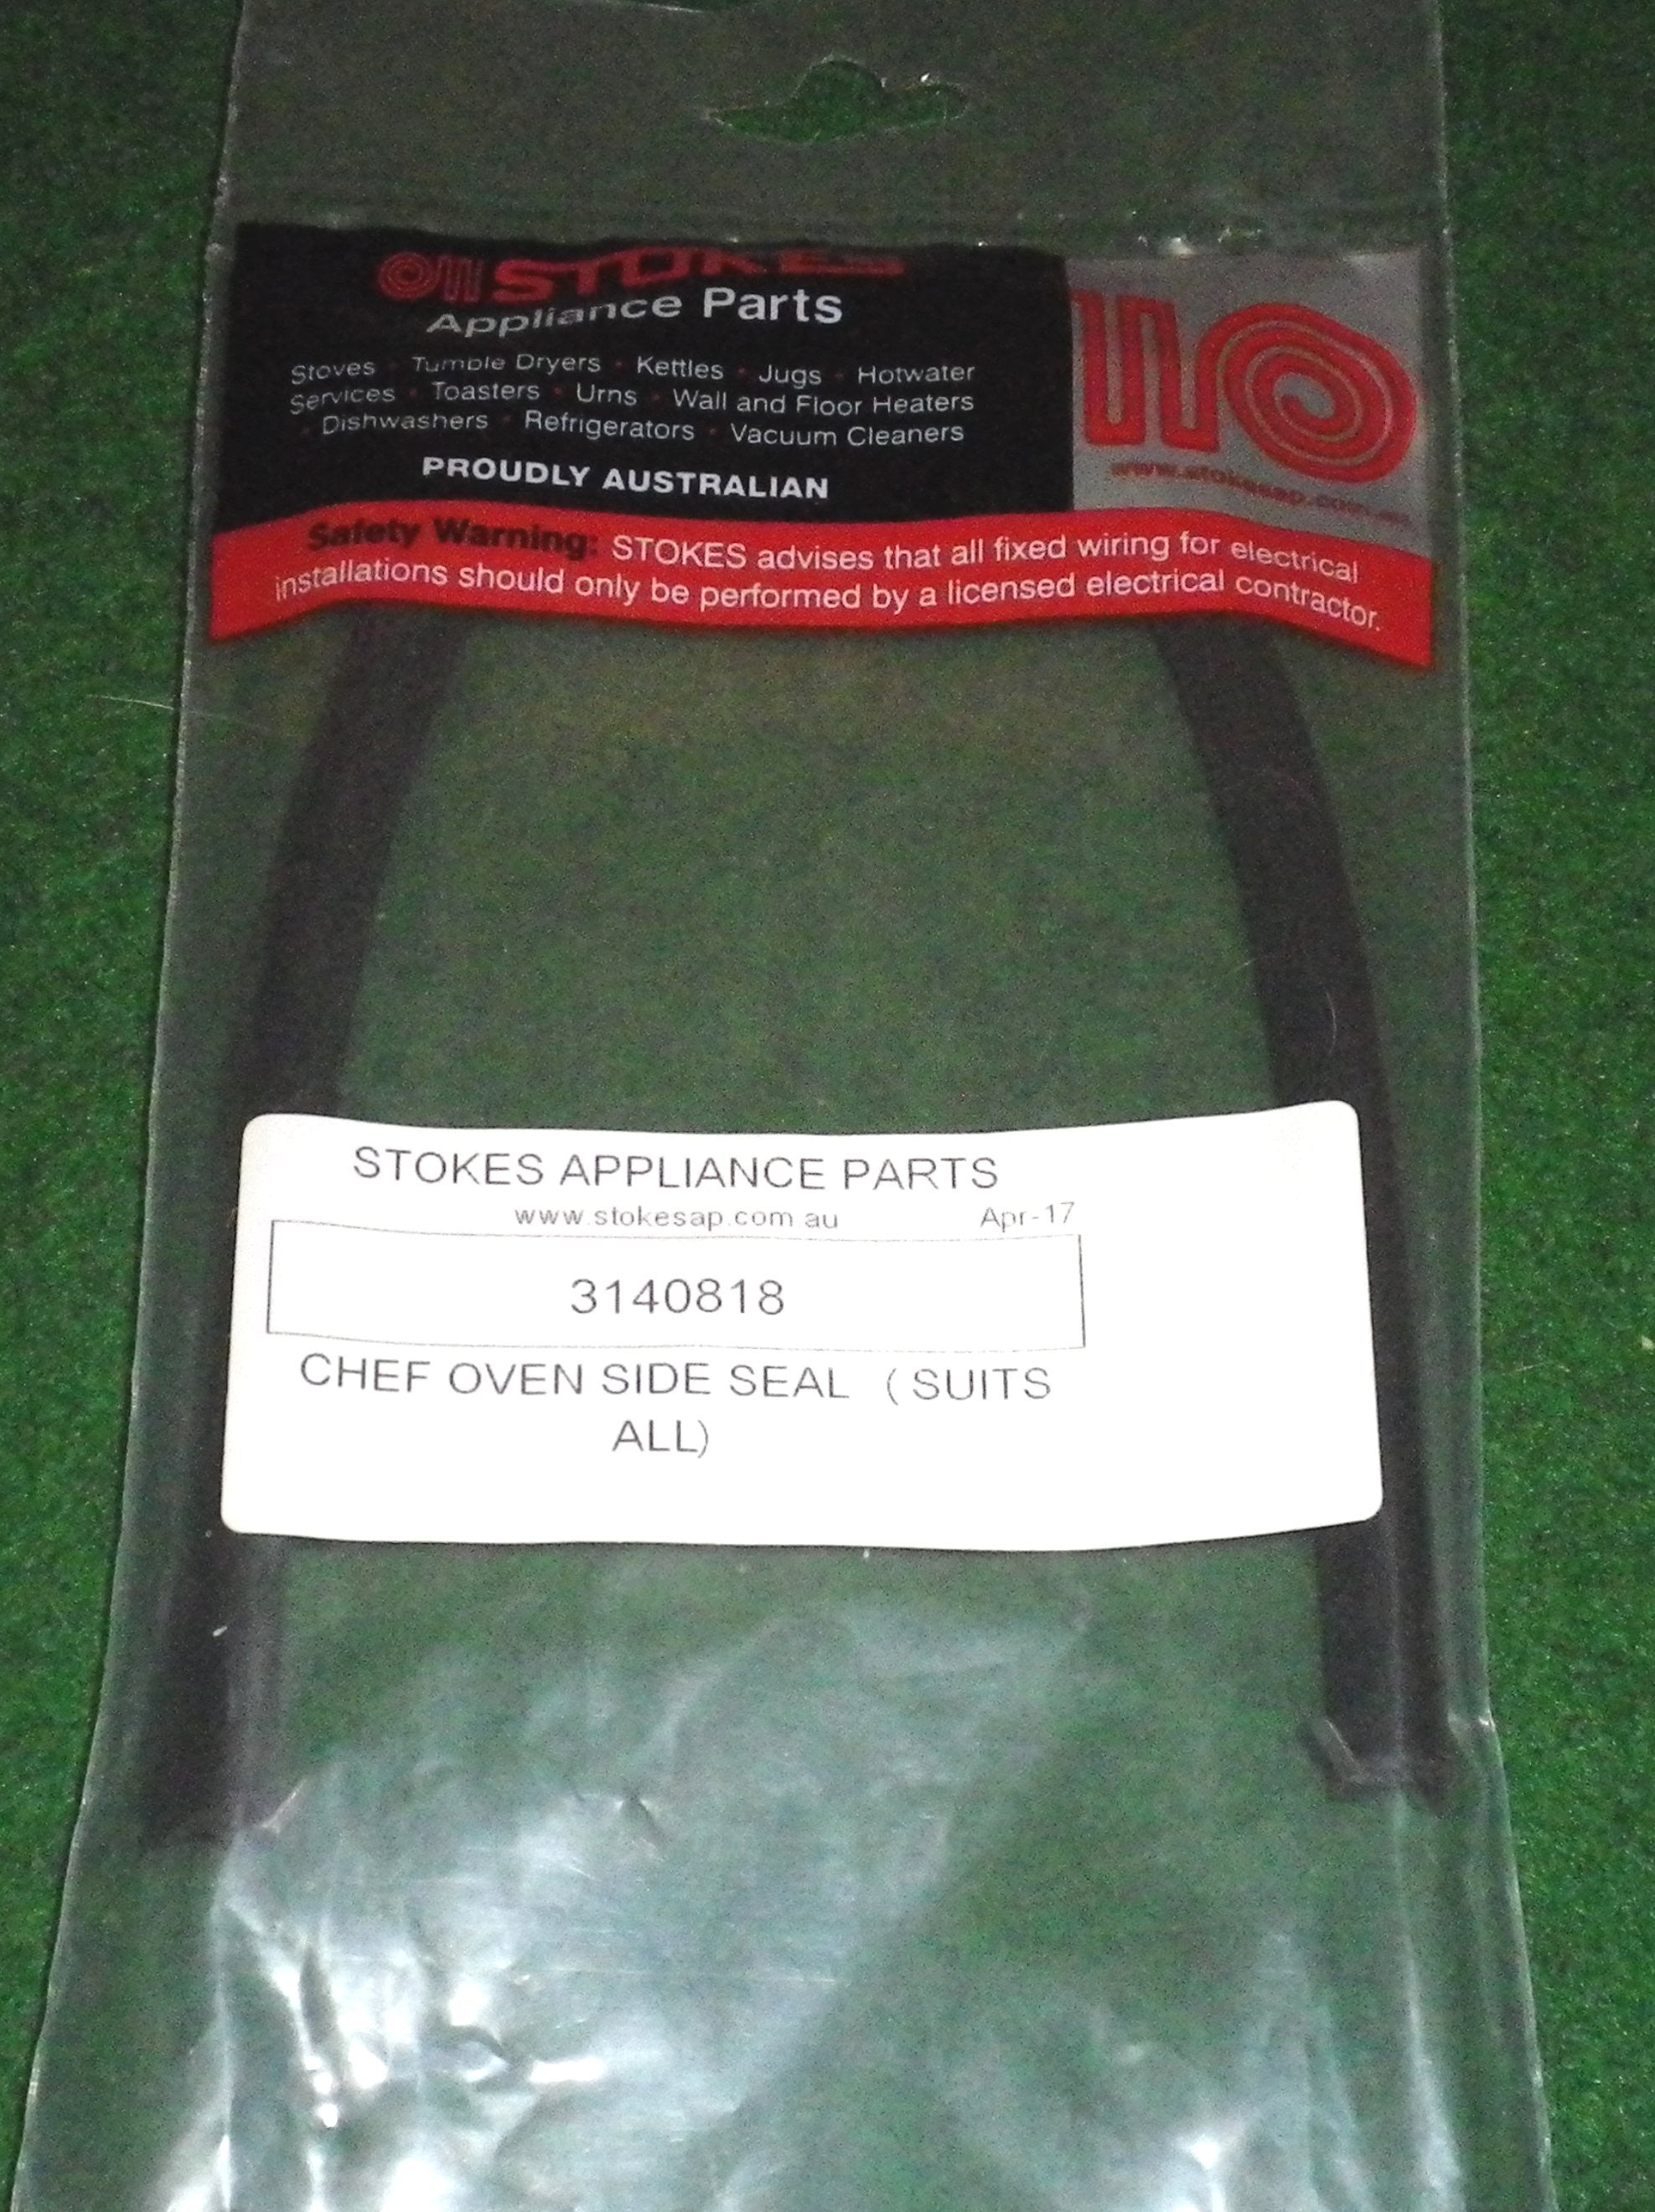 STOKES
Appliance Parts
Stoves • Tumble Dryers • Kettles • Jugs • Hotwater
Services • Toasters • Urns • Wall and Floor Heaters
• Dishwashers • Refrigerators • Vacuum Cleaners
PROUDLY AUSTRALIAN
www.stokesap.com.au
Safety Warning: STOKES advises that all fixed wiring for electrical
installations should only be performed by a licensed electrical contractor.
STOKES APPLIANCE PARTS
www.stokesap.com.au Apr-17
3140818
CHEF OVEN SIDE SEAL (SUITS
ALL)